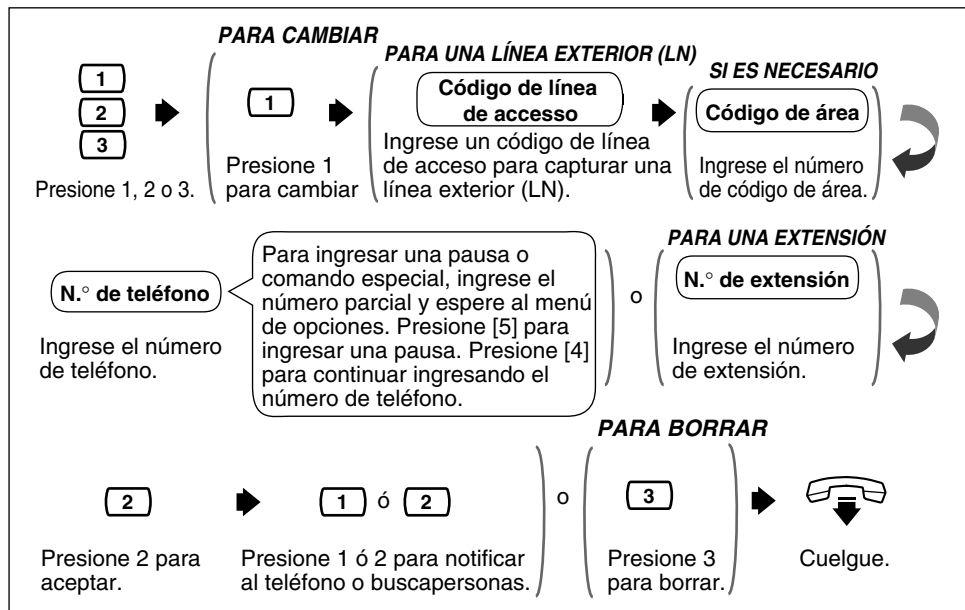 PARA CAMBIAR
PARA UNA LÍNEA EXTERIOR (LN)
SI ES NECESARIO
1
2
3
Presione 1, 2 o 3.
1
Presione 1
para cambiar
Código de línea
de accesso
Ingrese un código de línea
de acceso para capturar una
línea exterior (LN).
Código de área
Ingrese el número
de código de área.
N.° de teléfono
Ingrese el número
de teléfono.
Para ingresar una pausa o
comando especial, ingrese el
número parcial y espere al menú
de opciones. Presione [5] para
ingresar una pausa. Presione [4]
para continuar ingresando el
número de teléfono.
o
PARA UNA EXTENSIÓN
N.° de extensión
Ingrese el número
de extensión.
2
Presione 2 para
aceptar.
1 ó 2
Presione 1 ó 2 para notificar
al teléfono o buscapersonas.
o
PARA BORRAR
3
Presione 3
para borrar.
Cuelgue.